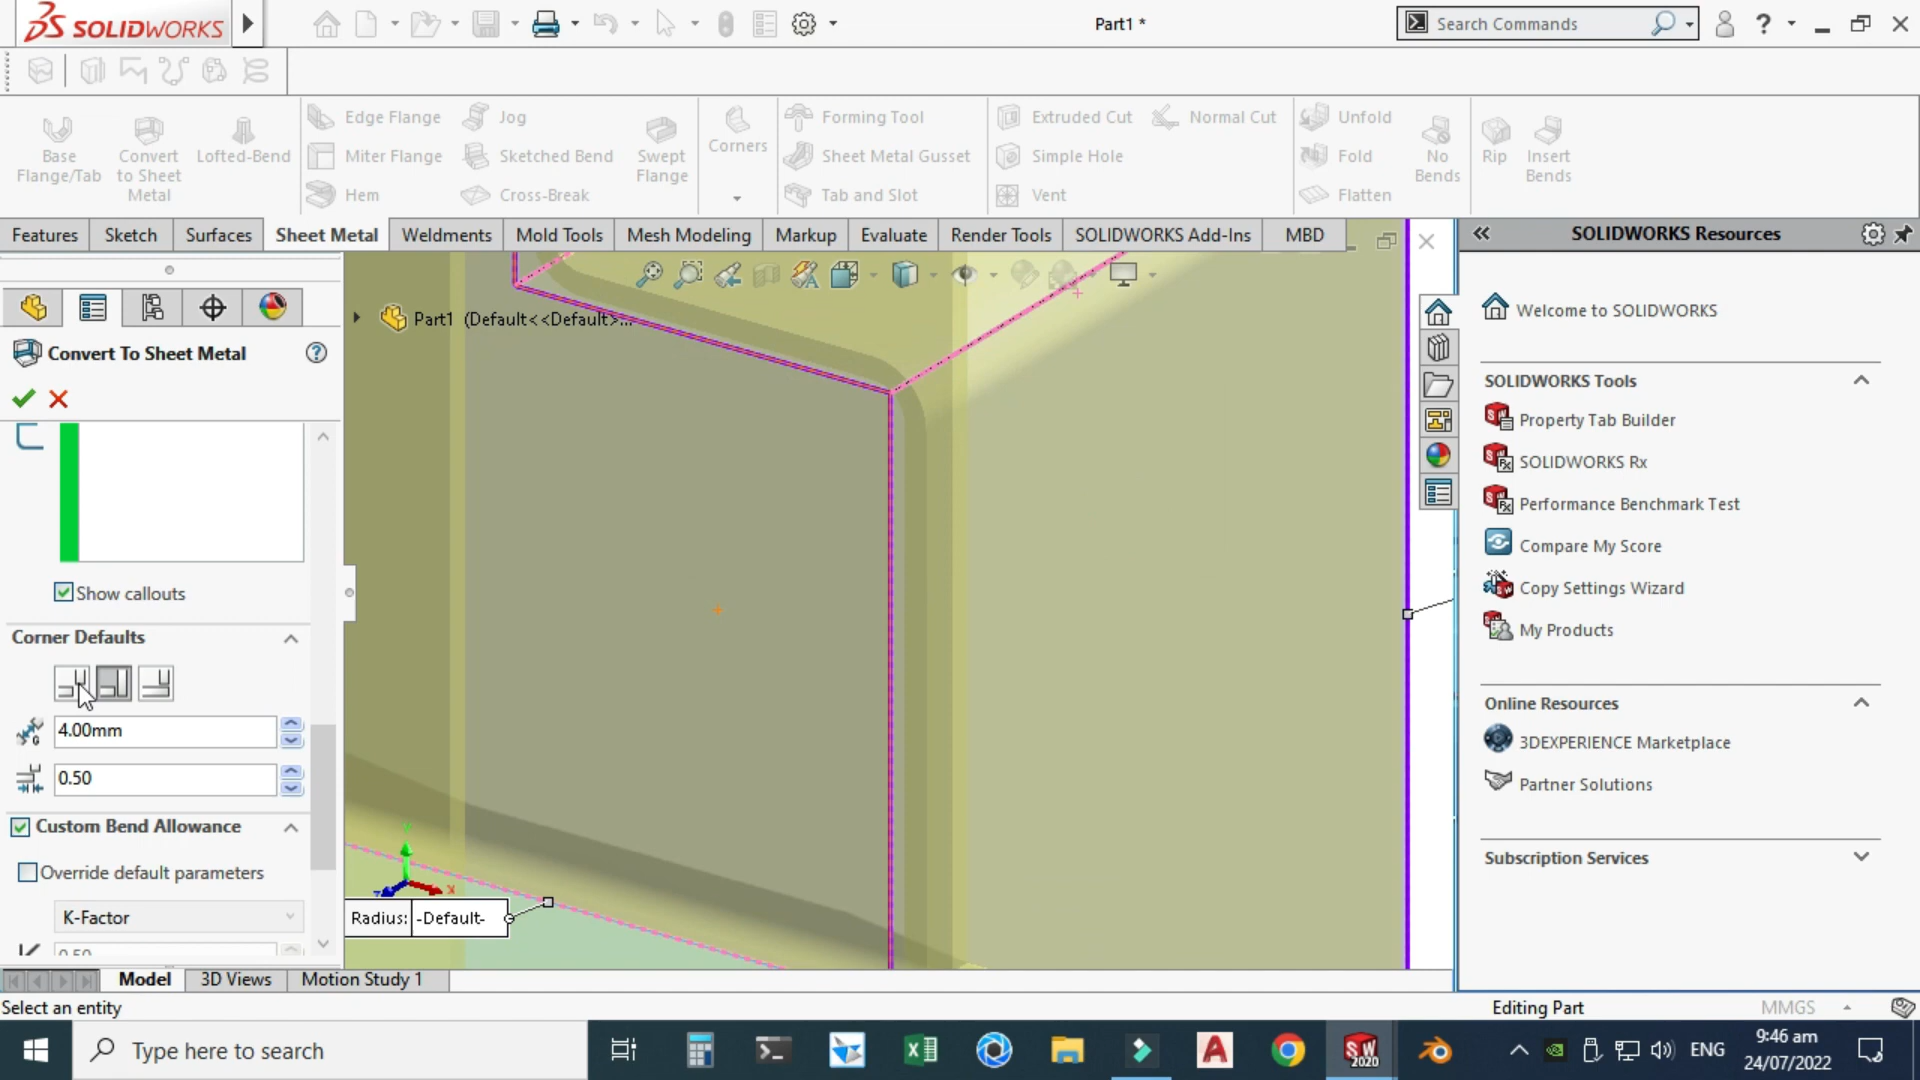 SOLIDWORKS
Part1 *
Search Commands
Base Flange/Tab
Convert to Sheet Metal
Lofted-Bend
Edge Flange
Miter Flange
Hem
Jog
Sketched Bend
Cross-Break
Swept Flange
Corners
Forming Tool
Sheet Metal Gusset
Tab and Slot
Extruded Cut
Simple Hole
Vent
Normal Cut
Unfold
Fold
Flatten
No Bends
Rip
Insert Bends
Features
Sketch
Surfaces
Sheet Metal
Weldments
Mold Tools
Mesh Modeling
Markup
Evaluate
Render Tools
SOLIDWORKS Add-Ins
MBD
SOLIDWORKS Resources
Part1 (Default<<Default>...
Convert To Sheet Metal
Show callouts
Corner Defaults
4.00mm
0.50
Custom Bend Allowance
Override default parameters
K-Factor
0.50
Radius: -Default-
Welcome to SOLIDWORKS
SOLIDWORKS Tools
Property Tab Builder
SOLIDWORKS Rx
Performance Benchmark Test
Compare My Score
Copy Settings Wizard
My Products
Online Resources
3DEXPERIENCE Marketplace
Partner Solutions
Subscription Services
Model
3D Views
Motion Study 1
Select an entity
Editing Part
MMGS
Type here to search
SW 2020
ENG
9:46 am
24/07/2022